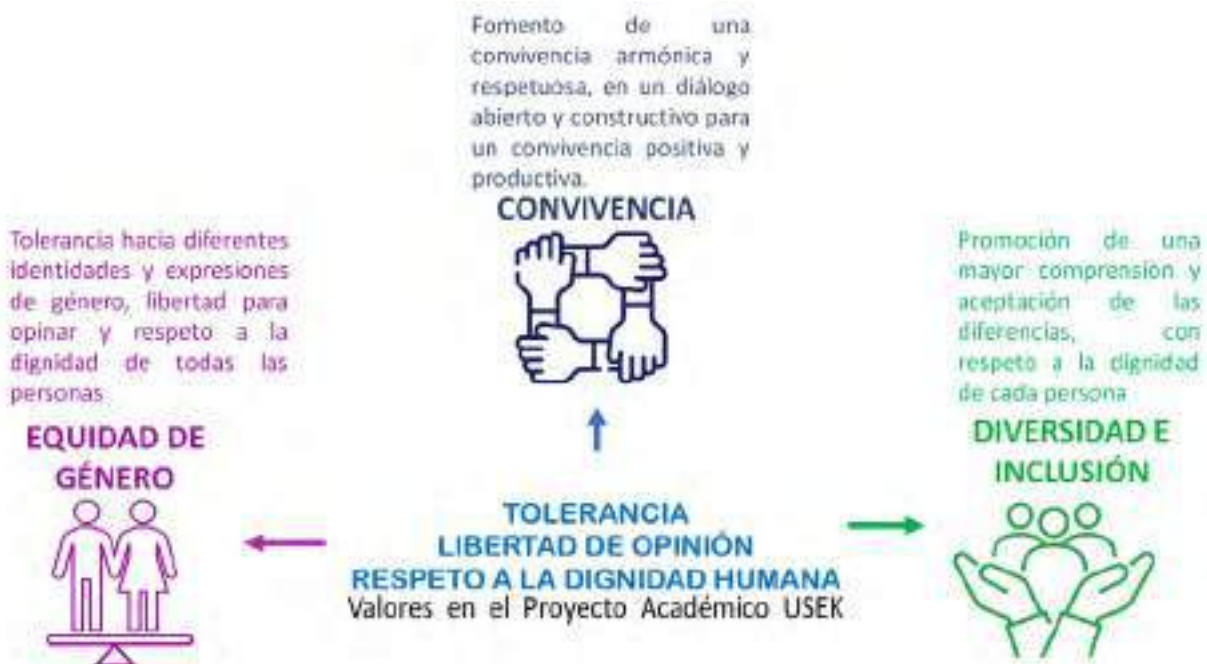 Fomento de una
convivencia armónica y
respetuosa, en un diálogo
abierto y constructivo para
un convivencia positiva y
productiva.
CONVIVENCIA
Tolerancia hacia diferentes
identidades y expresiones
de género, libertad para
opinar y respeto a la
dignidad de todas las
personas
EQUIDAD DE
GÉNERO
Promoción de una
mayor comprensión y
aceptación de las
diferencias, con
respeto a la dignidad
de cada persona
DIVERSIDAD E
INCLUSIÓN
TOLERANCIA
LIBERTAD DE OPINIÓN
RESPETO A LA DIGNIDAD HUMANA
Valores en el Proyecto Académico USEK